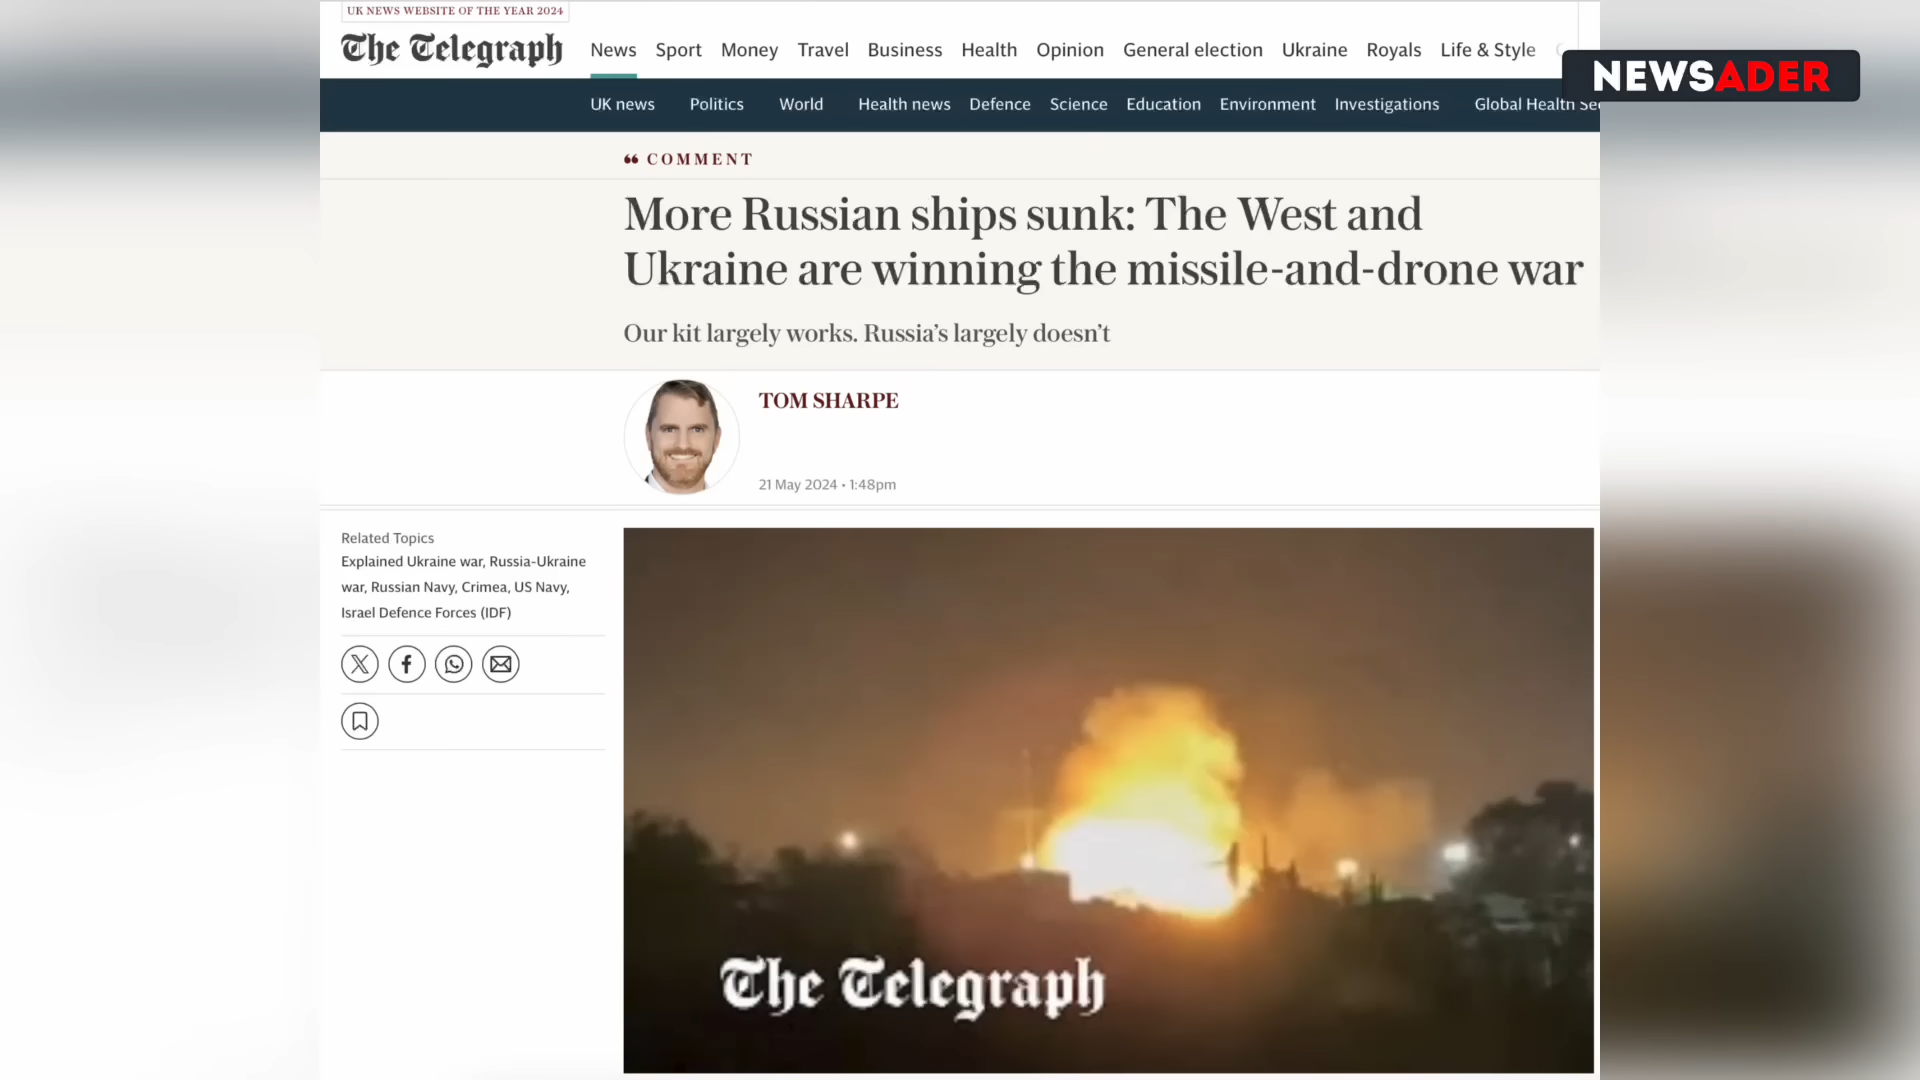 UK NEWS WEBSITE OF THE YEAR 2024
The Telegraph
News Sport Money Travel Business Health Opinion General election Ukraine Royals Life & Style
NEWSADER
UK news Politics World Health news Defence Science Education Environment Investigations Global Health
“ COMMENT
More Russian ships sunk: The West and
Ukraine are winning the missile-and-drone war
Our kit largely works. Russia’s largely doesn’t
TOM SHARPE
21 May 2024 • 1:48pm
Related Topics
Explained Ukraine war, Russia-Ukraine
war, Russian Navy, Crimea, US Navy,
Israel Defence Forces (IDF)
The Telegraph